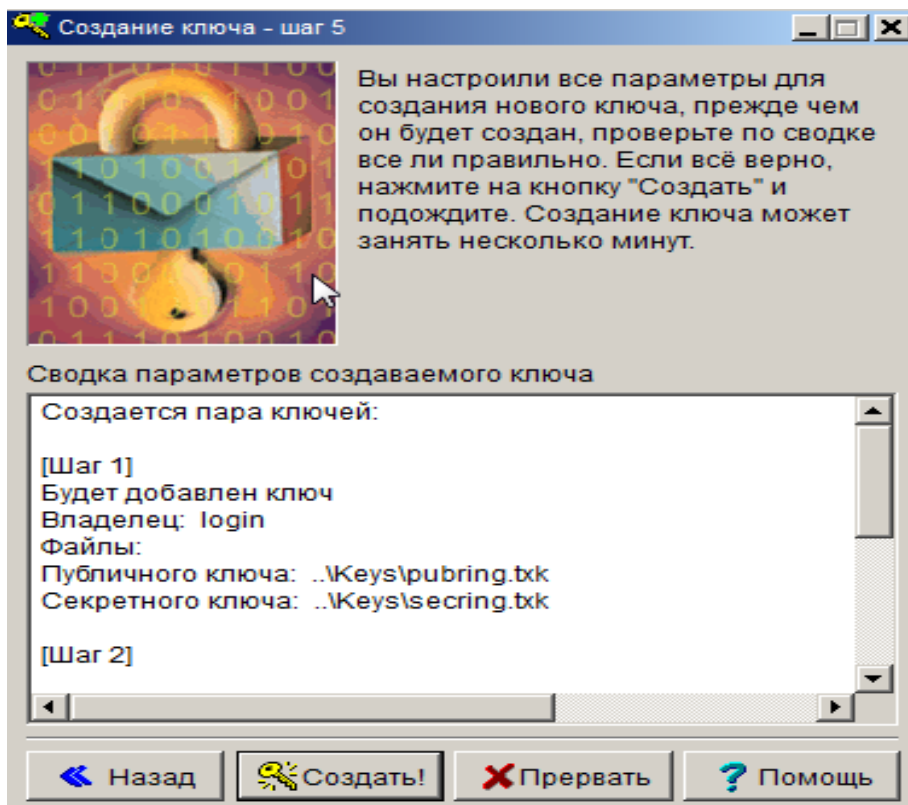 Создание ключа - шаг 5
Вы настроили все параметры для
создания нового ключа, прежде чем
он будет создан, проверьте по сводке
все ли правильно. Если всё верно,
нажмите на кнопку "Создать" и
подождите. Создание ключа может
занять несколько минут.
Сводка параметров создаваемого ключа
Создается пара ключей:
[Шаг 1]
Будет добавлен ключ
Владелец: login
Файлы:
Публичного ключа: ..\Keys\pubring.txk
Секретного ключа: ..\Keys\secring.txk
[Шаг 2]
Назад
Создать!
Прервать
Помощь